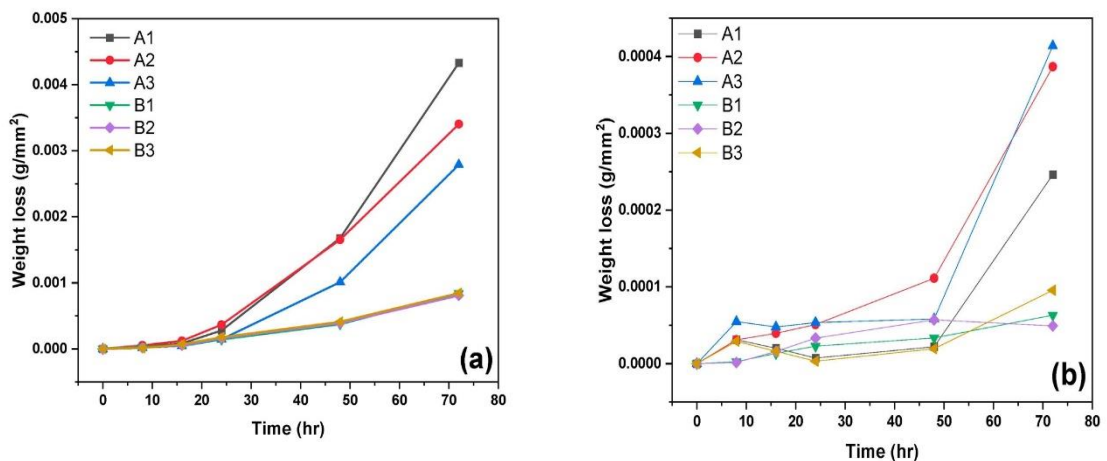 0.005
0.004
0.003
0.002
0.001
0.000
Weight loss (g/mm²)
A1
A2
A3
B1
B2
B3
(a)
0 10 20 30 40 50 60 70 80
Time (hr)
0.0004
0.0003
0.0002
0.0001
0.0000
Weight loss (g/mm²)
A1
A2
A3
B1
B2
B3
(b)
0 10 20 30 40 50 60 70 80
Time (hr)